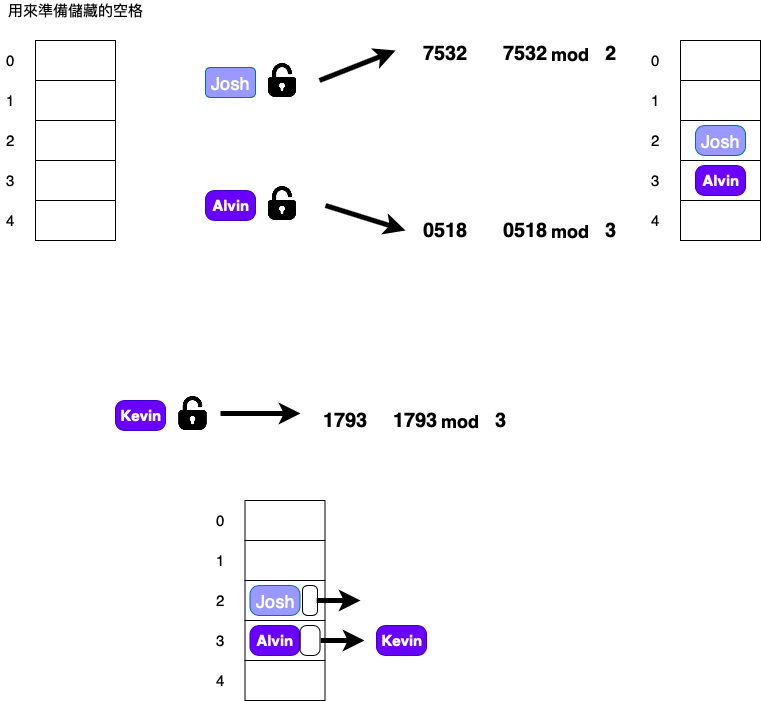 用來準備儲藏的空格
0
1
2
3
4
Josh
7532 7532 mod 2
Alvin
0518 0518 mod 3
0
1
2 Josh
3 Alvin
4
Kevin
1793 1793 mod 3
0
1
2 Josh
3 Alvin Kevin
4